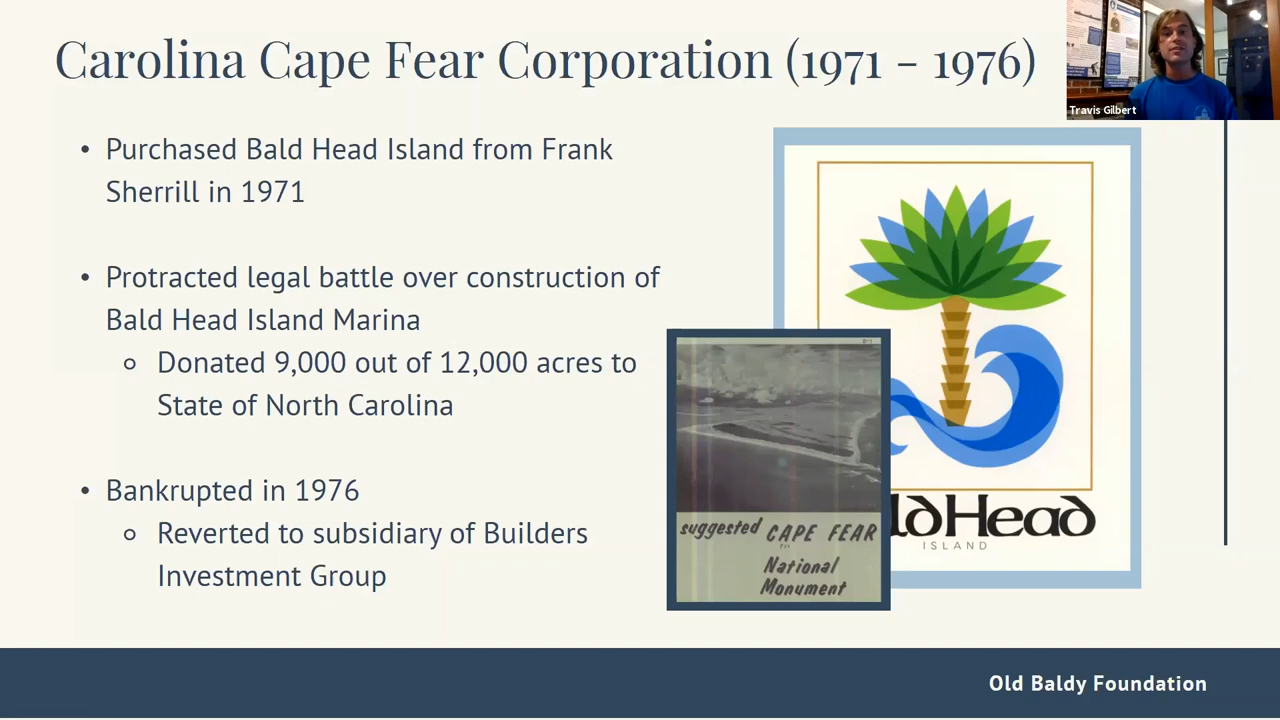 Carolina Cape Fear Corporation (1971 - 1976)
Travis Gilbert
• Purchased Bald Head Island from Frank
Sherrill in 1971
• Protracted legal battle over construction of
Bald Head Island Marina
○ Donated 9,000 out of 12,000 acres to
State of North Carolina
• Bankrupted in 1976
○ Reverted to subsidiary of Builders
Investment Group
suggested CAPE FEAR
National
Monument
ldHead
ISLAND
Old Baldy Foundation